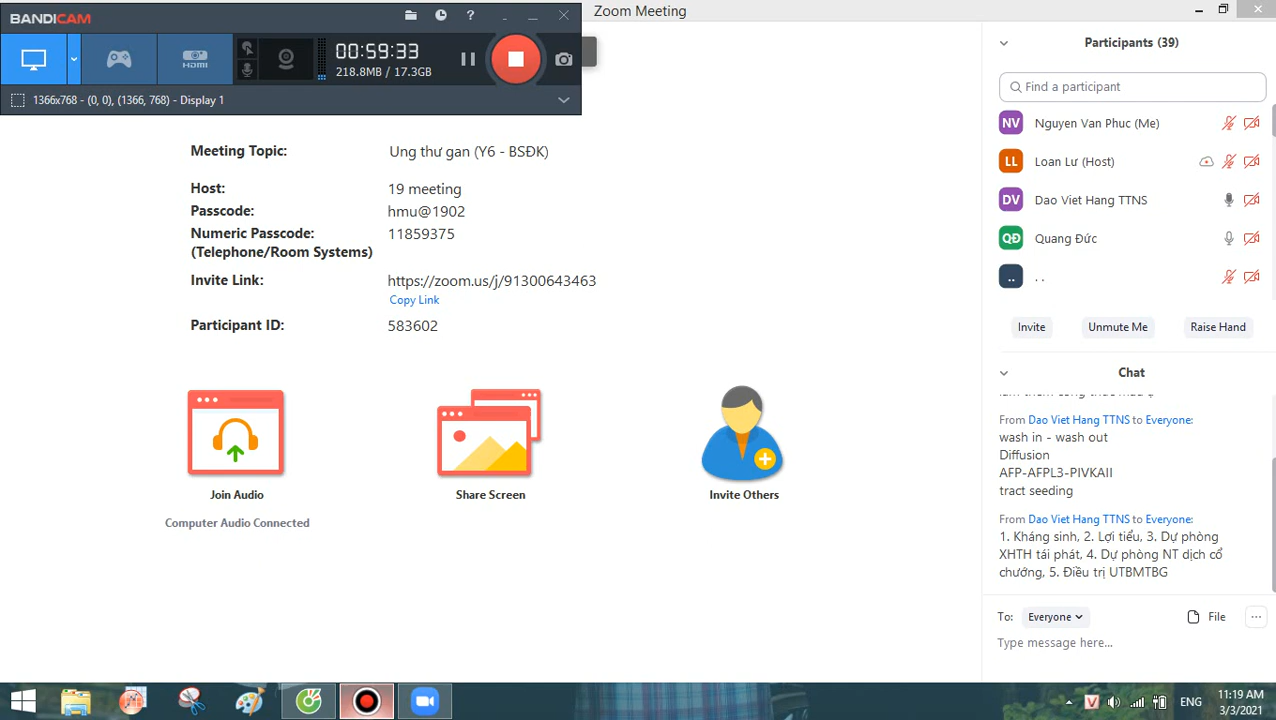 BANDICAM
?
00:59:33
218.8MB / 17.3GB
HDMI
1366x768 - (0, 0), (1366, 768) - Display 1
Zoom Meeting
Meeting Topic: Ung thư gan (Y6 - BSĐK)
Host: 19 meeting
Passcode: hmu@1902
Numeric Passcode: 11859375
(Telephone/Room Systems)
Invite Link: https://zoom.us/j/91300643463
Copy Link
Participant ID: 583602
Join Audio
Share Screen
Invite Others
Computer Audio Connected
Participants (39)
Find a participant
NV Nguyen Van Phuc (Me)
LL Loan Lư (Host)
DV Dao Viet Hang TTNS
QĐ Quang Đức
.. . .
Invite Unmute Me Raise Hand
Chat
From Dao Viet Hang TTNS to Everyone:
wash in - wash out
Diffusion
AFP-AFPL3-PIVKAII
tract seeding
From Dao Viet Hang TTNS to Everyone:
1. Kháng sinh, 2. Lợi tiểu, 3. Dự phòng
XHTH tái phát, 4. Dự phòng NT dịch cổ
chướng, 5. Điều trị UTBMTBG
To: Everyone File ...
Type message here...
V ENG
11:19 AM
3/3/2021